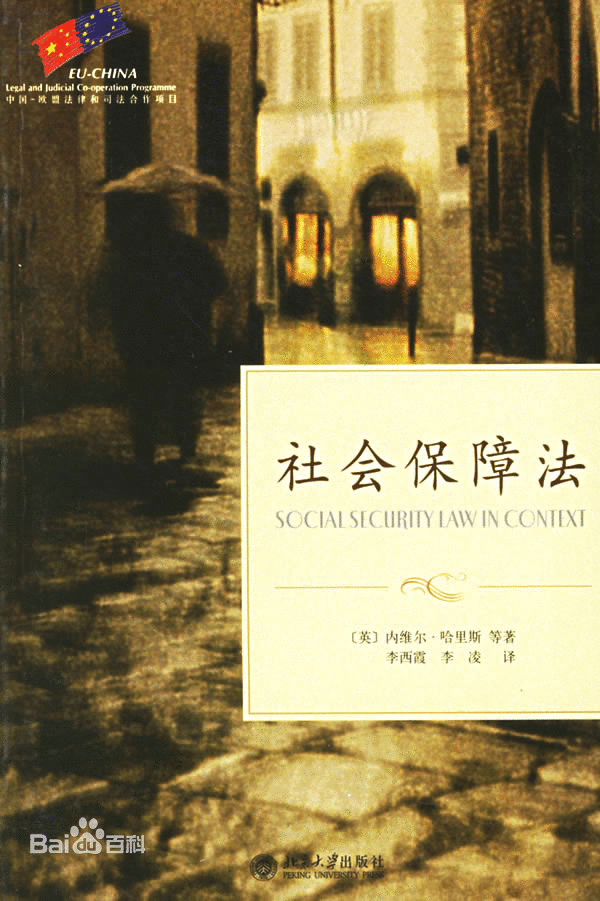 EU-CHINA
Legal and Judicial Co-operation Programme
中国-欧盟法律和司法合作项目
社会保障法
SOCIAL SECURITY LAW IN CONTEXT
〔英〕内维尔·哈里斯 等著
李西霞 李凌 译
Bai百科
北京大学出版社
PEKING UNIVERSITY PRESS